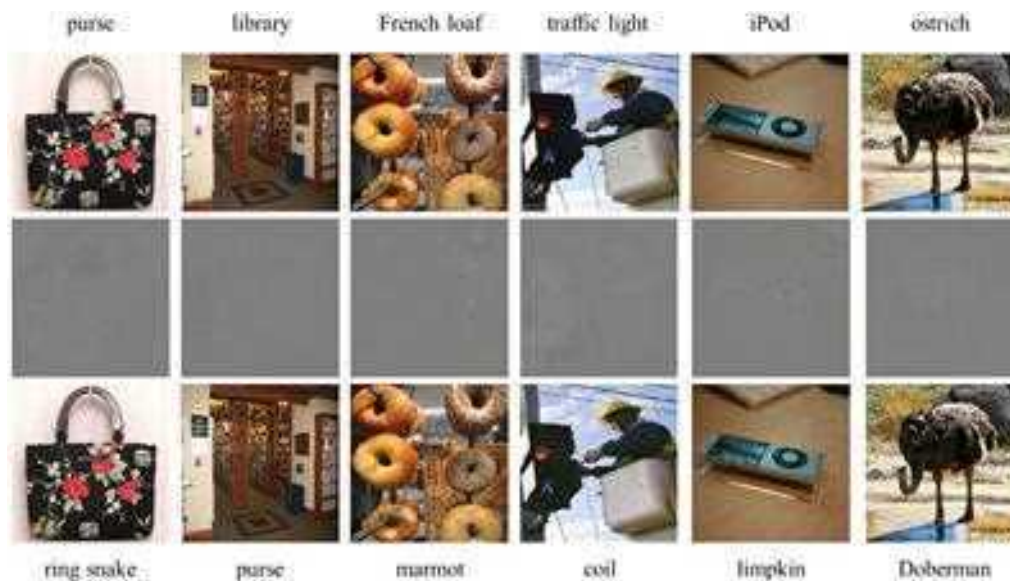 purse library French loaf traffic light iPod ostrich
ring snake purse marmot coil limpkin Doberman